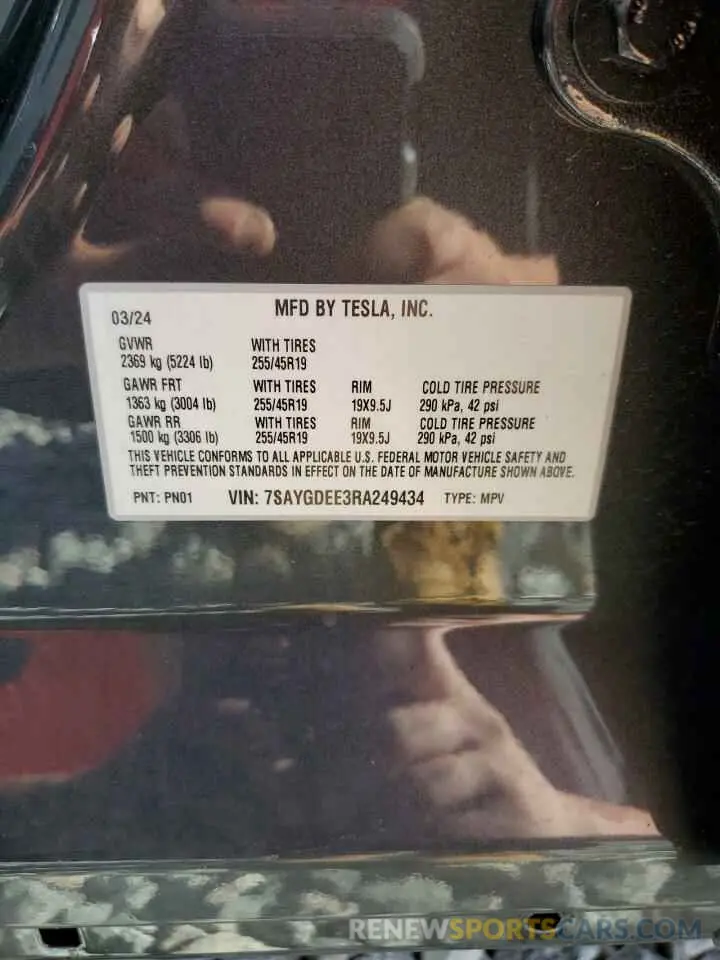 03/24 MFD BY TESLA, INC.
GVWR WITH TIRES
2369 kg (5224 lb) 255/45R19
GAWR FRT WITH TIRES RIM COLD TIRE PRESSURE
1363 kg (3004 lb) 255/45R19 19X9.5J 290 kPa, 42 psi
GAWR RR WITH TIRES RIM COLD TIRE PRESSURE
1500 kg (3306 lb) 255/45R19 19X9.5J 290 kPa, 42 psi
THIS VEHICLE CONFORMS TO ALL APPLICABLE U.S. FEDERAL MOTOR VEHICLE SAFETY AND
THEFT PREVENTION STANDARDS IN EFFECT ON THE DATE OF MANUFACTURE SHOWN ABOVE.
PNT: PN01 VIN: 7SAYGDEE3RA249434 TYPE: MPV
RENEWSPORTSCARS.COM